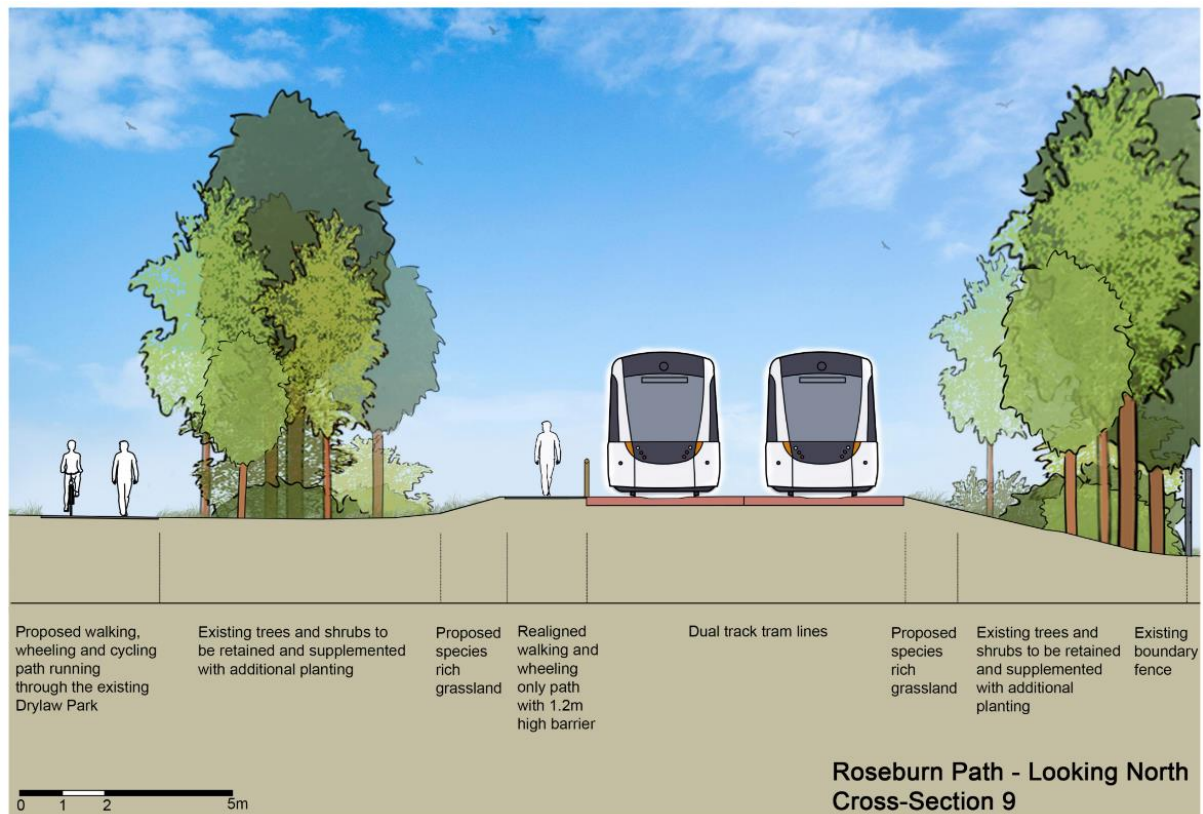 Proposed walking,
wheeling and cycling
path running
through the existing
Drylaw Park
Existing trees and shrubs to
be retained and supplemented
with additional planting
Proposed
species
rich
grassland
Realigned
walking and
wheeling
only path
with 1.2m
high barrier
Dual track tram lines
Proposed
species
rich
grassland
Existing trees and
shrubs to be retained
and supplemented
with additional
planting
Existing
boundary
fence
0 1 2 5m
Roseburn Path - Looking North
Cross-Section 9